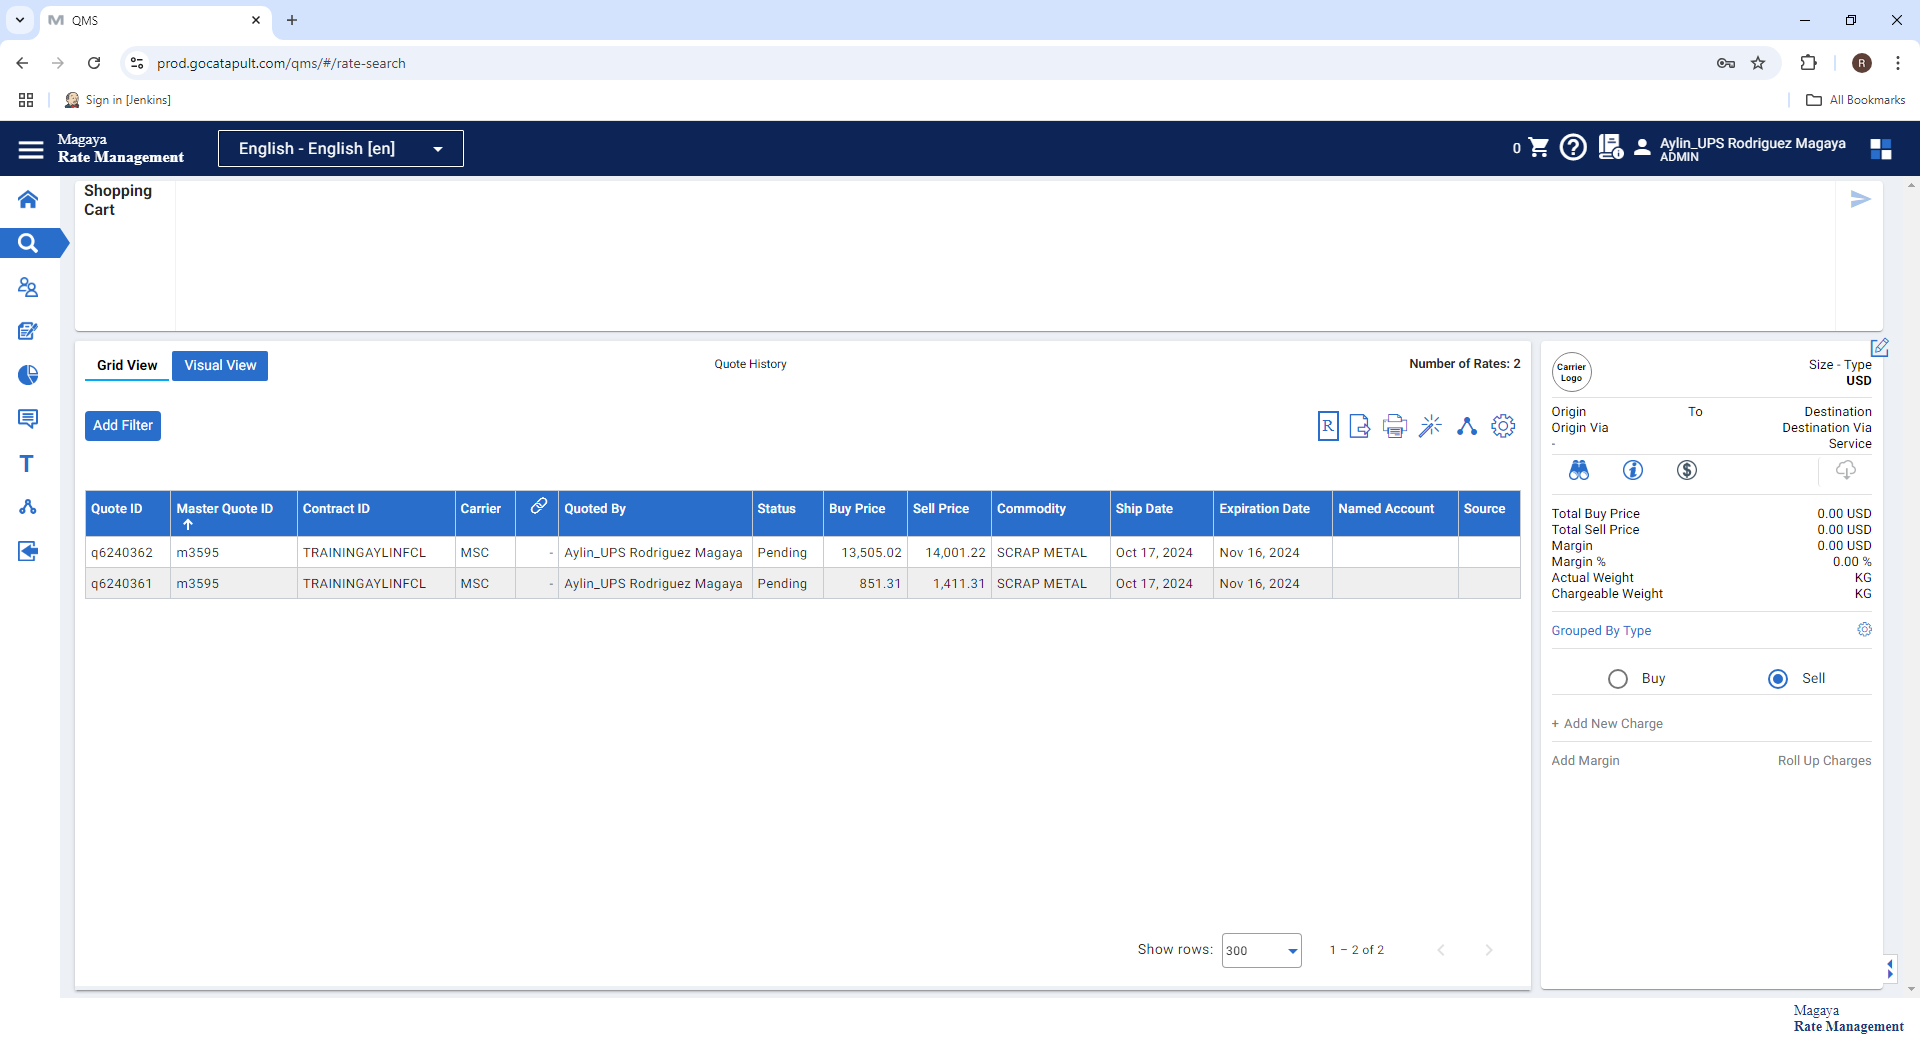 QMS
prod.gocatapult.com/qms/#/rate-search
R
Sign in [Jenkins]
All Bookmarks
Magaya
Rate Management
English - English [en]
0
Aylin_UPS Rodriguez Magaya
ADMIN
Shopping
Cart
Grid View
Visual View
Quote History
Number of Rates: 2
Add Filter
R
Quote ID Master Quote ID Contract ID Carrier Quoted By Status Buy Price Sell Price Commodity Ship Date Expiration Date Named Account Source
q6240362 m3595 TRAININGAYLINFCL MSC - Aylin_UPS Rodriguez Magaya Pending 13,505.02 14,001.22 SCRAP METAL Oct 17, 2024 Nov 16, 2024
q6240361 m3595 TRAININGAYLINFCL MSC - Aylin_UPS Rodriguez Magaya Pending 851.31 1,411.31 SCRAP METAL Oct 17, 2024 Nov 16, 2024
Show rows: 300 1 – 2 of 2
Carrier
Logo
Size - Type
USD
Origin To Destination
Origin Via Destination Via
- Service
Total Buy Price 0.00 USD
Total Sell Price 0.00 USD
Margin 0.00 USD
Margin % 0.00 %
Actual Weight KG
Chargeable Weight KG
Grouped By Type
Buy Sell
+ Add New Charge
Add Margin Roll Up Charges
Magaya
Rate Management